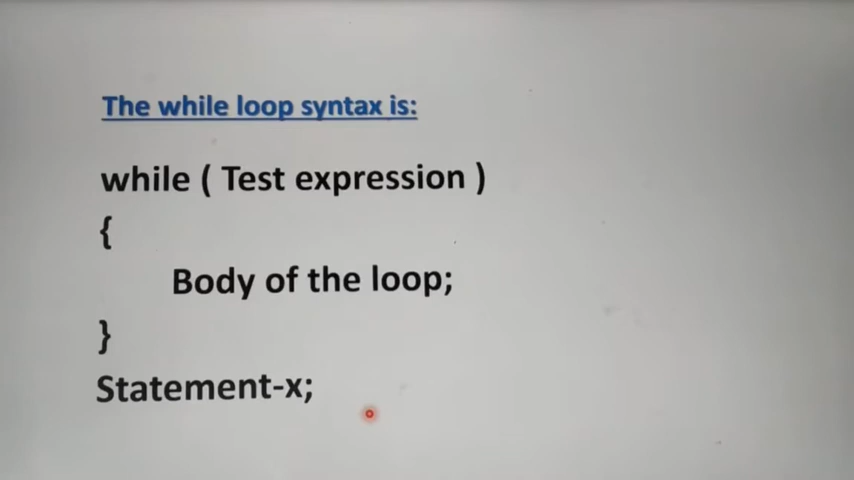 The while loop syntax is:
while ( Test expression )
{
Body of the loop;
}
Statement-x;